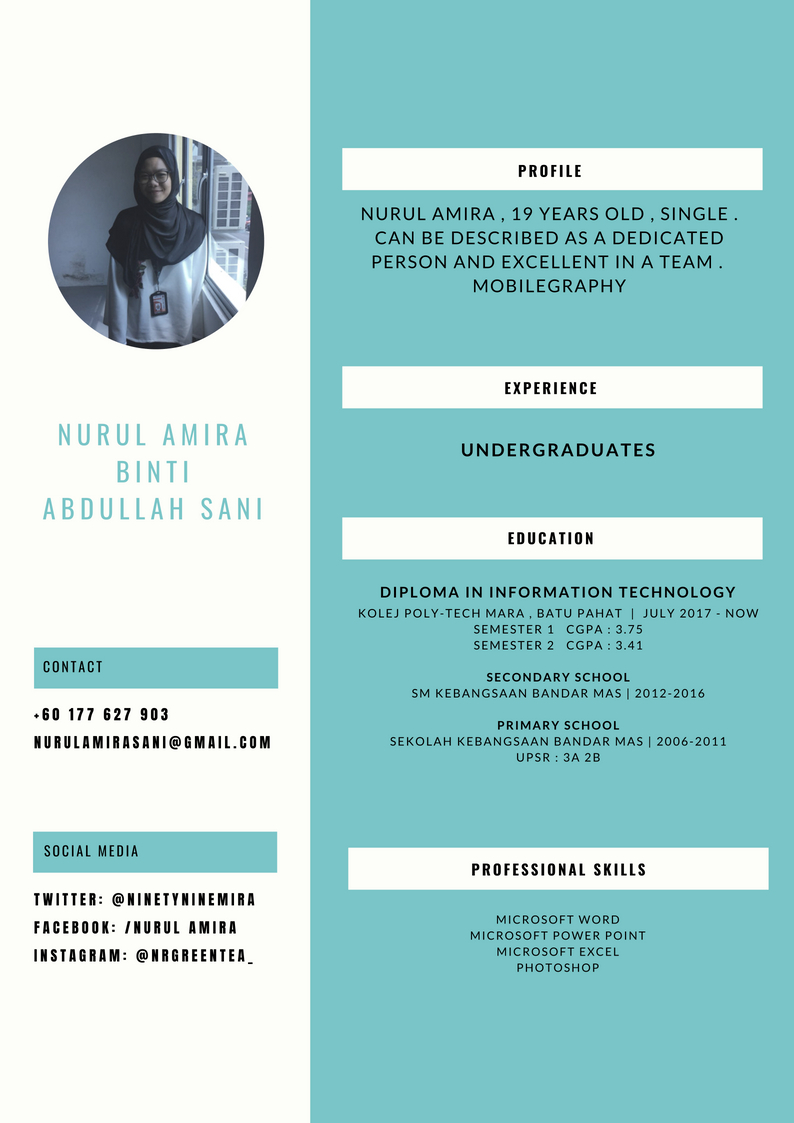 NURUL AMIRA
BINTI
ABDULLAH SANI
CONTACT
+60 177 627 903
NURULAMIRASANI@GMAIL.COM
SOCIAL MEDIA
TWITTER: @NINETYNINEMIRA
FACEBOOK: /NURUL AMIRA
INSTAGRAM: @NRGREENTEA_
PROFILE
NURUL AMIRA , 19 YEARS OLD , SINGLE .
CAN BE DESCRIBED AS A DEDICATED
PERSON AND EXCELLENT IN A TEAM .
MOBILEGRAPHY
EXPERIENCE
UNDERGRADUATES
EDUCATION
DIPLOMA IN INFORMATION TECHNOLOGY
KOLEJ POLY-TECH MARA , BATU PAHAT | JULY 2017 - NOW
SEMESTER 1 CGPA : 3.75
SEMESTER 2 CGPA : 3.41
SECONDARY SCHOOL
SM KEBANGSAAN BANDAR MAS | 2012-2016
PRIMARY SCHOOL
SEKOLAH KEBANGSAAN BANDAR MAS | 2006-2011
UPSR : 3A 2B
PROFESSIONAL SKILLS
MICROSOFT WORD
MICROSOFT POWER POINT
MICROSOFT EXCEL
PHOTOSHOP